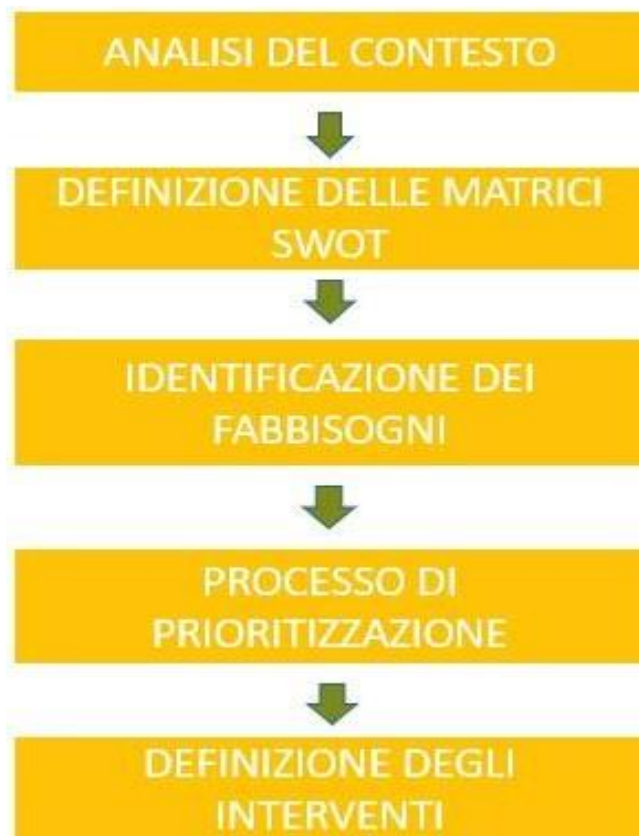 ANALISI DEL CONTESTO
DEFINIZIONE DELLE MATRICI
SWOT
IDENTIFICAZIONE DEI
FABBISOGNI
PROCESSO DI
PRIORITIZZAZIONE
DEFINIZIONE DEGLI
INTERVENTI